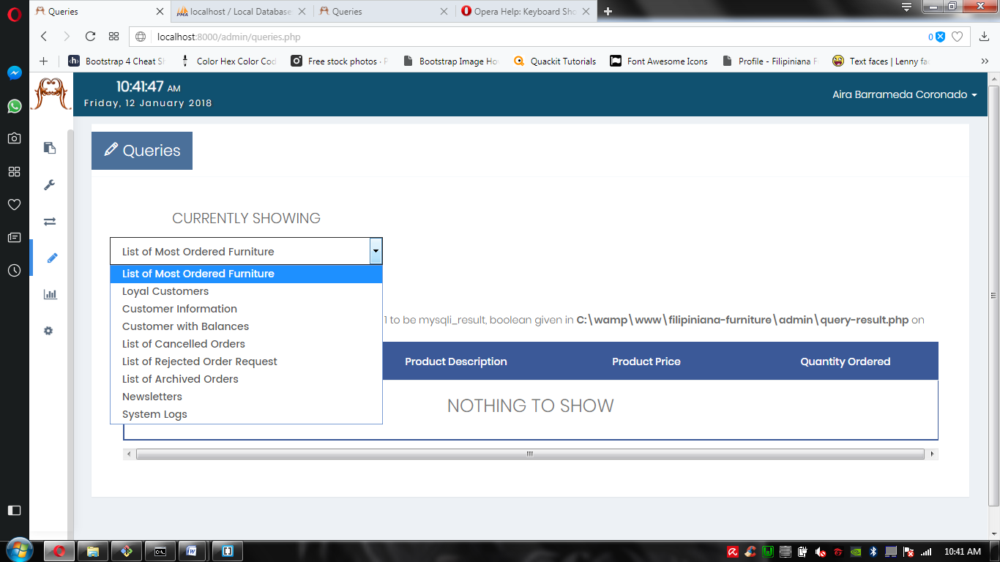 Queries
localhost / Local Database
Queries
Opera Help: Keyboard Sho
localhost:8000/admin/queries.php
0
Bootstrap 4 Cheat S
Color Hex Color Cod
Free stock photos · P
Bootstrap Image Ho
Quackit Tutorials
Font Awesome Icons
Profile - Filipiniana F
Text faces | Lenny fa
10:41:47 AM
Friday, 12 January 2018
Aira Barrameda Coronado
Queries
CURRENTLY SHOWING
List of Most Ordered Furniture
List of Most Ordered Furniture
Loyal Customers
Customer Information
Customer with Balances
List of Cancelled Orders
List of Rejected Order Request
List of Archived Orders
Newsletters
System Logs
1 to be mysqli_result, boolean given in C:\wamp\www\filipiniana-furniture\admin\query-result.php on
Product Description
Product Price
Quantity Ordered
NOTHING TO SHOW
10:41 AM